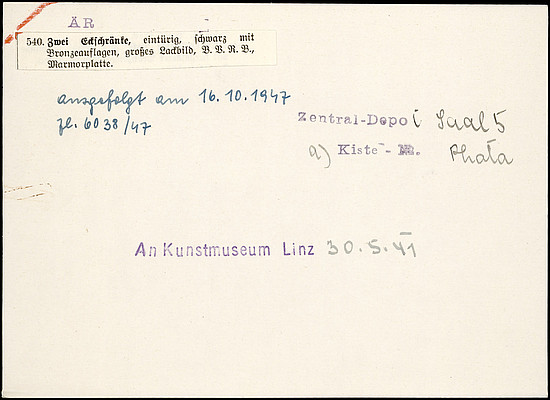 ÄR
540. Zwei Eckschränke, eintürig, schwarz mit
Bronzeauflagen, großes Lackbild, B. V. R. B.,
Marmorplatte.
ausgefolgt am 16.10.1947
zl. 6038/47
Zentral-Depot Saal 5
a) Kiste - Nr.
An Kunstmuseum Linz 30.5.41